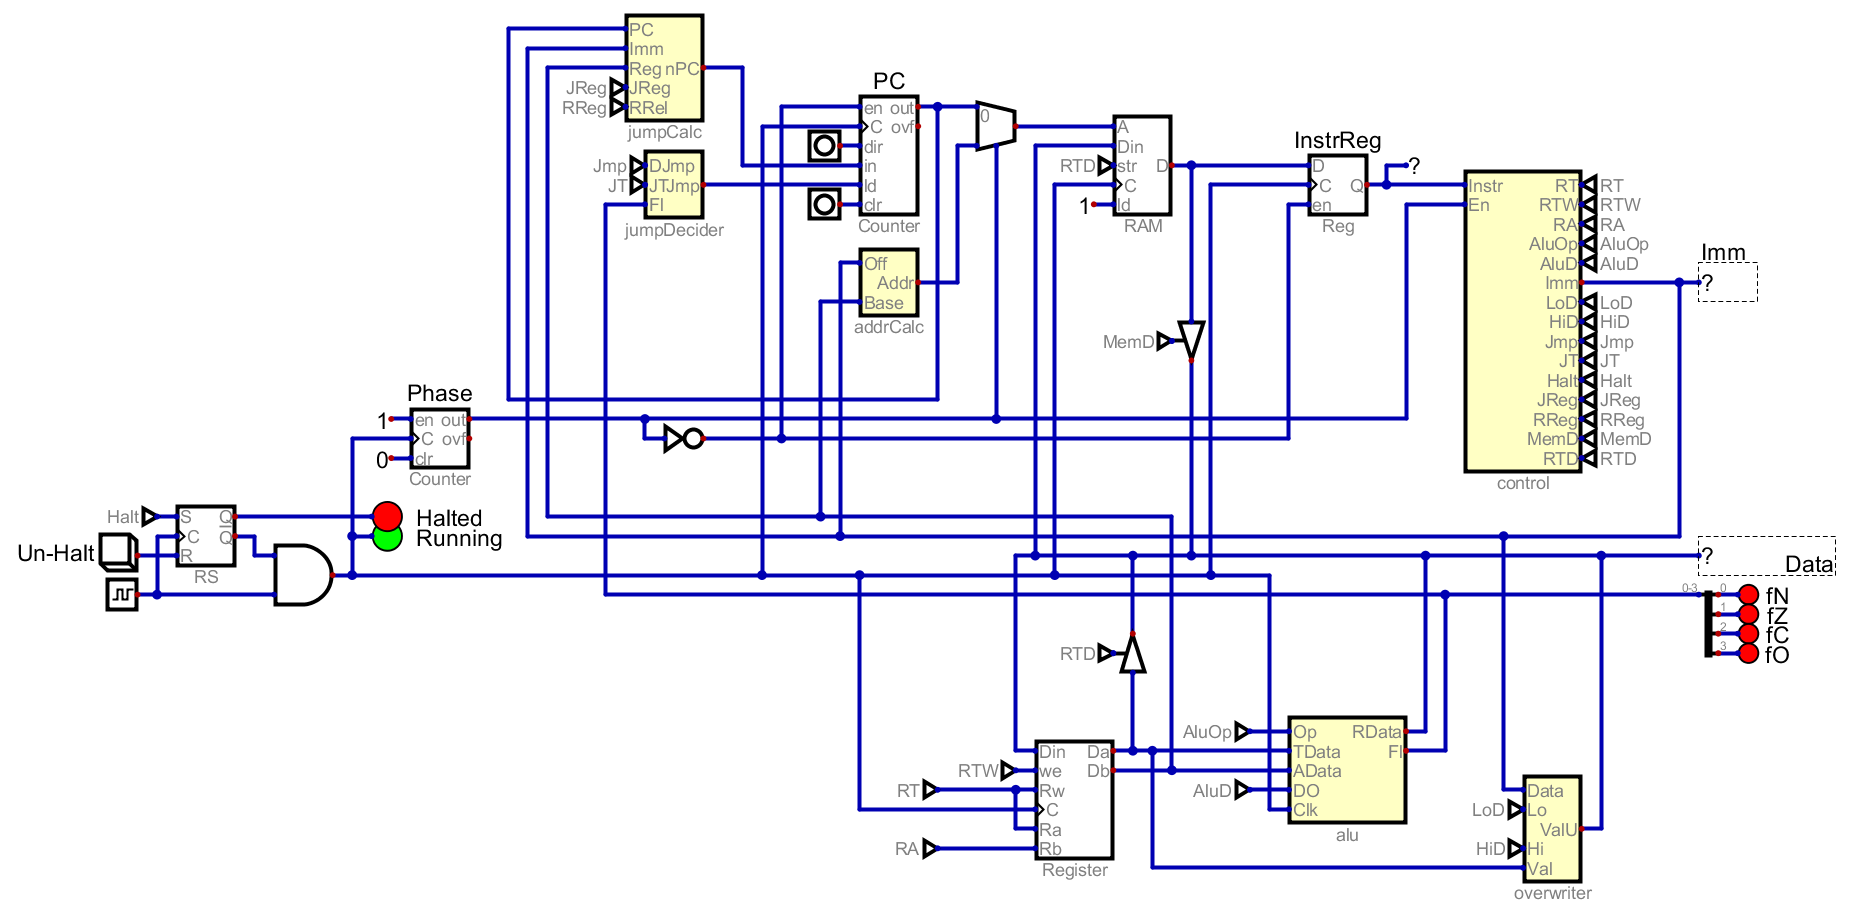 PC
Imm
Reg nPC
JReg JReg
RReg RRel
jumpCalc
Jmp DJmp
JT JTJmp
Fl
jumpDecider
PC
en out
C ovf
dir
in
ld
clr
Counter
0
Off
Addr
Base
addrCalc
A
Din
RTD str D
C
1 ld
RAM
InstrReg
D
C Q
en
Reg
?
Instr RT RT
En RTW RTW
RA RA
AluOp AluOp
AluD AluD
Imm
LoD LoD
HiD HiD
Jmp Jmp
JT JT
Halt Halt
JReg JReg
RReg RReg
MemD MemD
RTD RTD
control
Imm
?
MemD
Phase
1 en out
C ovf
0 clr
Counter
Halt S Q
C Q
Un-Halt R
RS
Halted
Running
?
Data
0-3 0 fN
1 fZ
2 fC
3 fO
RTD
Din Da
RTW we Db
RT Rw
C
Ra
RA Rb
Register
AluOp Op RData
TData Fl
AData
AluD DO
Clk
alu
Data
LoD Lo
ValU
HiD Hi
Val
overwriter